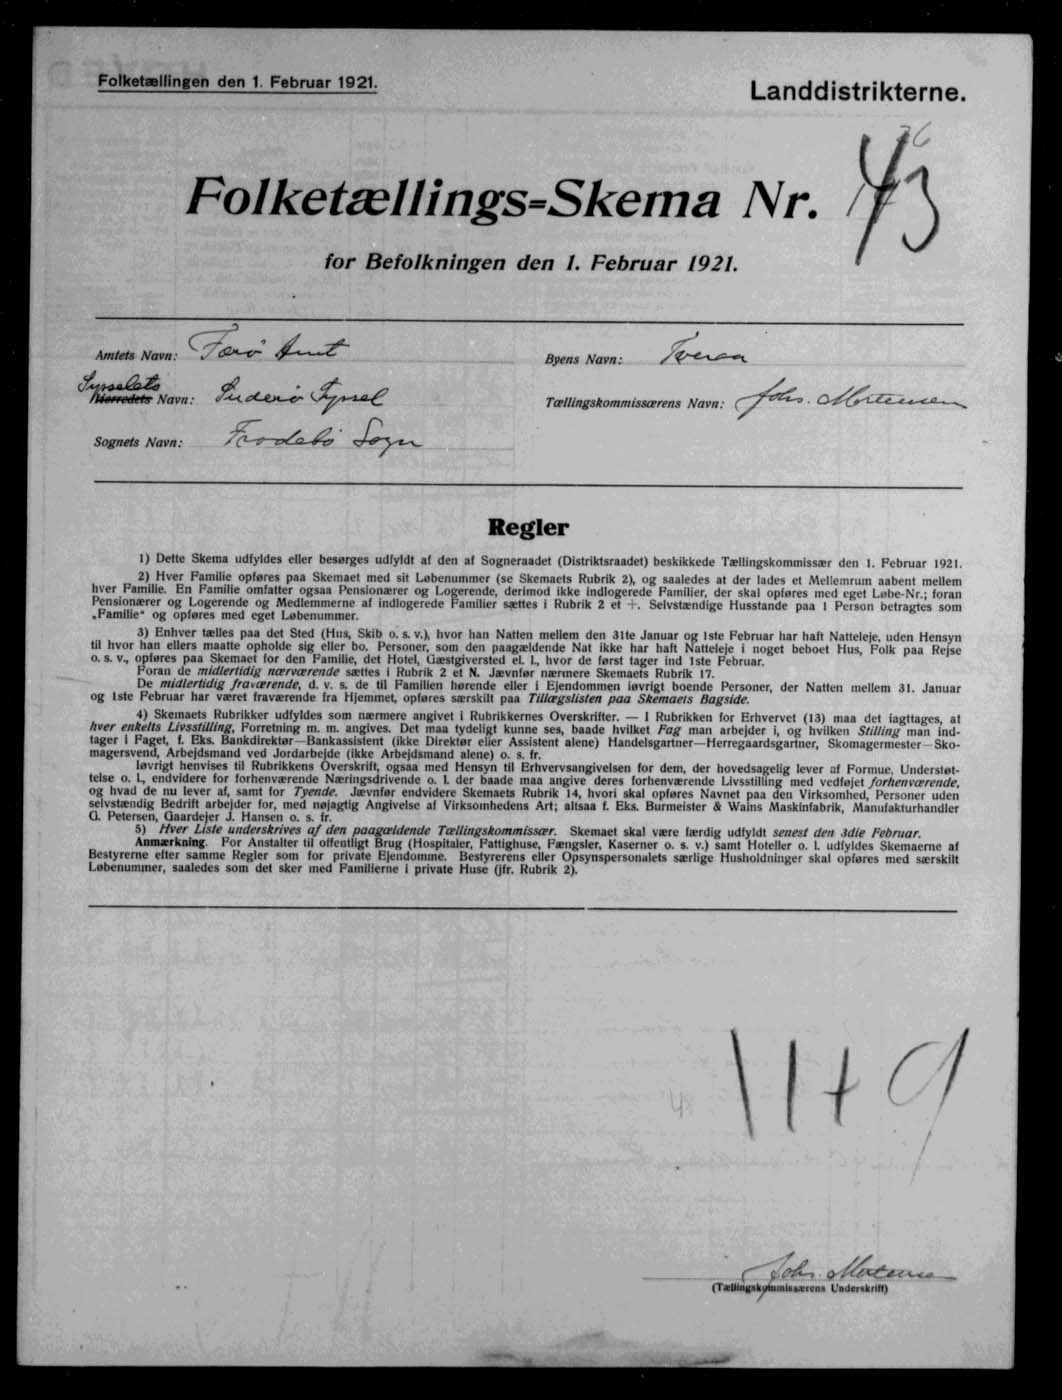 Folketællingen den 1. Februar 1921.
Landdistrikterne.
Folketællings=Skema Nr. 43
for Befolkningen den 1. Februar 1921.
Amtets Navn: Færø Amt
Byens Navn: Tveraa
Sysselets
Herredets Navn: Suderø Syssel
Tællingskommissærens Navn: Johs. Mortensen
Sognets Navn: Frodebø Sogn
Regler
1) Dette Skema udfyldes eller besørges udfyldt af den af Sogneraadet (Distriktsraadet) beskikkede Tællingskommissær den 1. Februar 1921.
2) Hver Familie opføres paa Skemaet med sit Løbenummer (se Skemaets Rubrik 2), og saaledes at der lades et Mellemrum aabent mellem
hver Familie. En Familie omfatter ogsaa Pensionærer og Logerende, derimod ikke indlogerede Familier, der skal opføres med eget Løbe-Nr.; foran
Pensionærer og Logerende og Medlemmerne af indlogerede Familier sættes i Rubrik 2 et +. Selvstændige Husstande paa 1 Person betragtes som
„Familie“ og opføres med eget Løbenummer.
3) Enhver tælles paa det Sted (Hus, Skib o. s. v.), hvor han Natten mellem den 31te Januar og 1ste Februar har haft Natteleje, uden Hensyn
til hvor han ellers maatte opholde sig eller bo. Personer, som den paagældende Nat ikke har haft Natteleje i noget beboet Hus, Folk paa Rejse
o. s. v., opføres paa Skemaet for den Familie, det Hotel, Gæstgiversted el. l., hvor de først tager ind 1ste Februar.
Foran de midlertidig nærværende sættes i Rubrik 2 et N. Jævnfør nærmere Skemaets Rubrik 17.
De midlertidig fraværende, d. v. s. de til Familien hørende eller i Ejendommen iøvrigt boende Personer, der Natten mellem 31. Januar
og 1ste Februar har været fraværende fra Hjemmet, opføres særskilt paa Tillægslisten paa Skemaets Bagside.
4) Skemaets Rubrikker udfyldes som nærmere angivet i Rubrikkernes Overskrifter. — I Rubrikken for Erhvervet (13) maa det iagttages, at
hver enkelts Livsstilling, Forretning m. m. angives. Det maa tydeligt kunne ses, baade hvilket Fag man arbejder i, og hvilken Stilling man ind-
tager i Faget, f. Eks. Bankdirektør—Bankassistent (ikke Direktør eller Assistent alene) Handelsgartner—Herregaardsgartner, Skomagermester—Sko-
magersvend, Arbejdsmand ved Jordarbejde (ikke Arbejdsmand alene) o. s. fr.
Iøvrigt henvises til Rubrikkens Overskrift, ogsaa med Hensyn til Erhvervsangivelsen for dem, der hovedsagelig lever af Formue, Understøt-
telse o. l., endvidere for forhenværende Næringsdrivende o. l. der baade maa angive deres forhenværende Livsstilling med vedføjet forhenværende,
og hvad de nu lever af, samt for Tyende. Jævnfør endvidere Skemaets Rubrik 14, hvori skal opføres Navnet paa den Virksomhed, Personer uden
selvstændig Bedrift arbejder for, med nøjagtig Angivelse af Virksomhedens Art; altsaa f. Eks. Burmeister & Wains Maskinfabrik, Manufakturhandler
G. Petersen, Gaardejer J. Hansen o. s. fr.
5) Hver Liste underskrives af den paagældende Tællingskommissær. Skemaet skal være færdig udfyldt senest den 3die Februar.
Anmærkning. For Anstalter til offentligt Brug (Hospitaler, Fattighuse, Fængsler, Kaserner o. s. v.) samt Hoteller o. l. udfyldes Skemaerne af
Bestyrerne efter samme Regler som for private Ejendomme. Bestyrerens eller Opsynspersonalets særlige Husholdninger skal opføres med særskilt
Løbenummer, saaledes som det sker med Familierne i private Huse (jfr. Rubrik 2).
11+9
Johs. Mortensen
(Tællingskommissærens Underskrift)